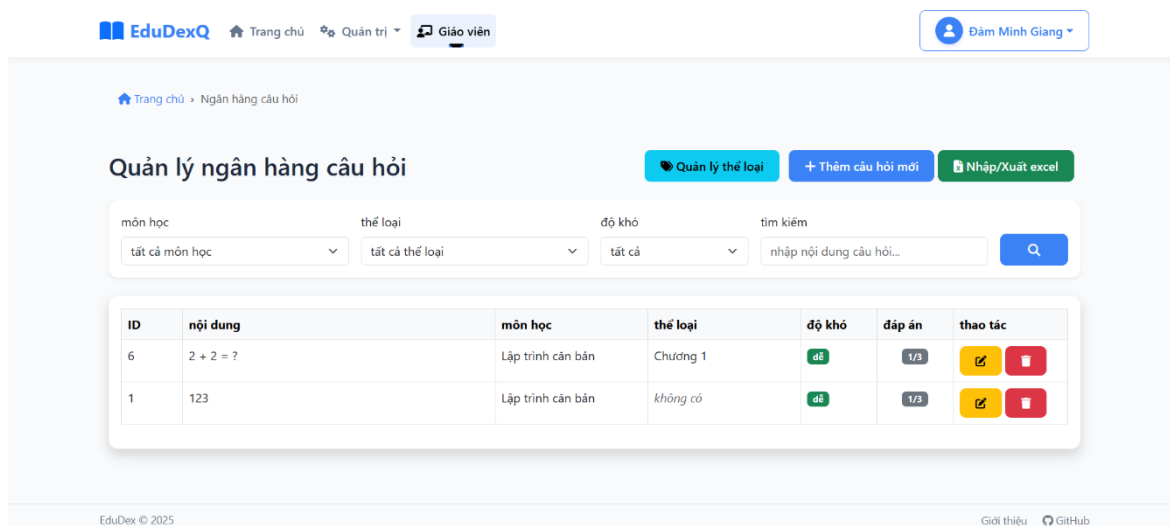 EduDexQ Trang chủ Quản trị Giáo viên Đàm Minh Giang
Trang chủ › Ngân hàng câu hỏi
Quản lý ngân hàng câu hỏi Quản lý thể loại + Thêm câu hỏi mới Nhập/Xuất excel
môn học thể loại độ khó tìm kiếm
tất cả môn học tất cả thể loại tất cả nhập nội dung câu hỏi...
ID nội dung môn học thể loại độ khó đáp án thao tác
6 2 + 2 = ? Lập trình căn bản Chương 1 dễ 1/3
1 123 Lập trình căn bản không có dễ 1/3
EduDex © 2025 Giới thiệu GitHub